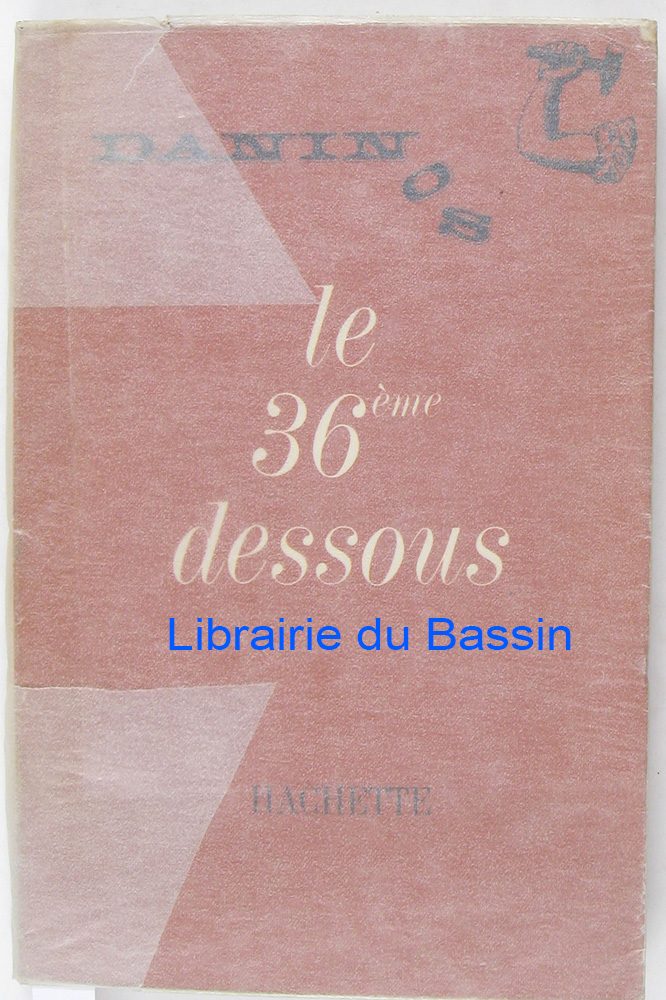 DANINOS
le
36ème
dessous
Librairie du Bassin
HACHETTE